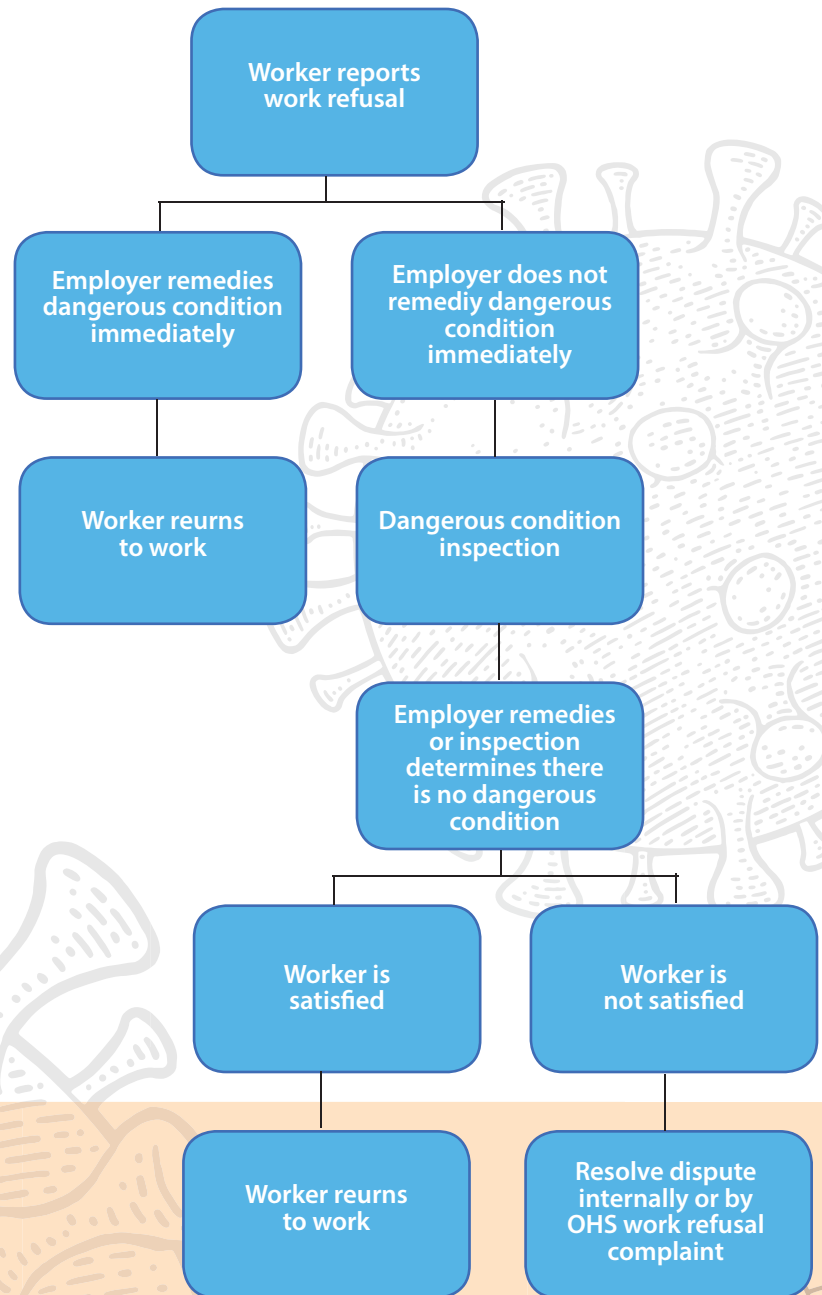 Worker reports
work refusal
Employer remedies
dangerous condition
immediately
Employer does not
remediy dangerous
condition
immediately
Worker reurns
to work
Dangerous condition
inspection
Employer remedies
or inspection
determines there
is no dangerous
condition
Worker is
satisfied
Worker is
not satisfied
Worker reurns
to work
Resolve dispute
internally or by
OHS work refusal
complaint